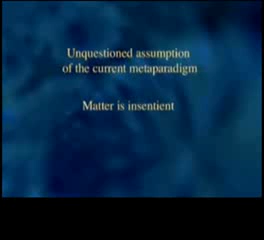 Unquestioned assumption
of the current metaparadigm
Matter is insentient